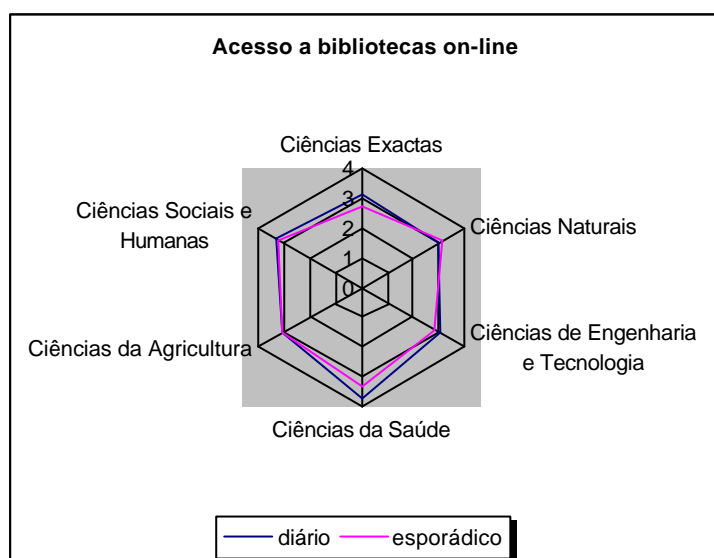 Acesso a bibliotecas on-line
Ciências Exactas
4
3
2
1
0
Ciências Sociais e
Humanas
Ciências Naturais
Ciências da Agricultura
Ciências de Engenharia
e Tecnologia
Ciências da Saúde
diário
esporádico